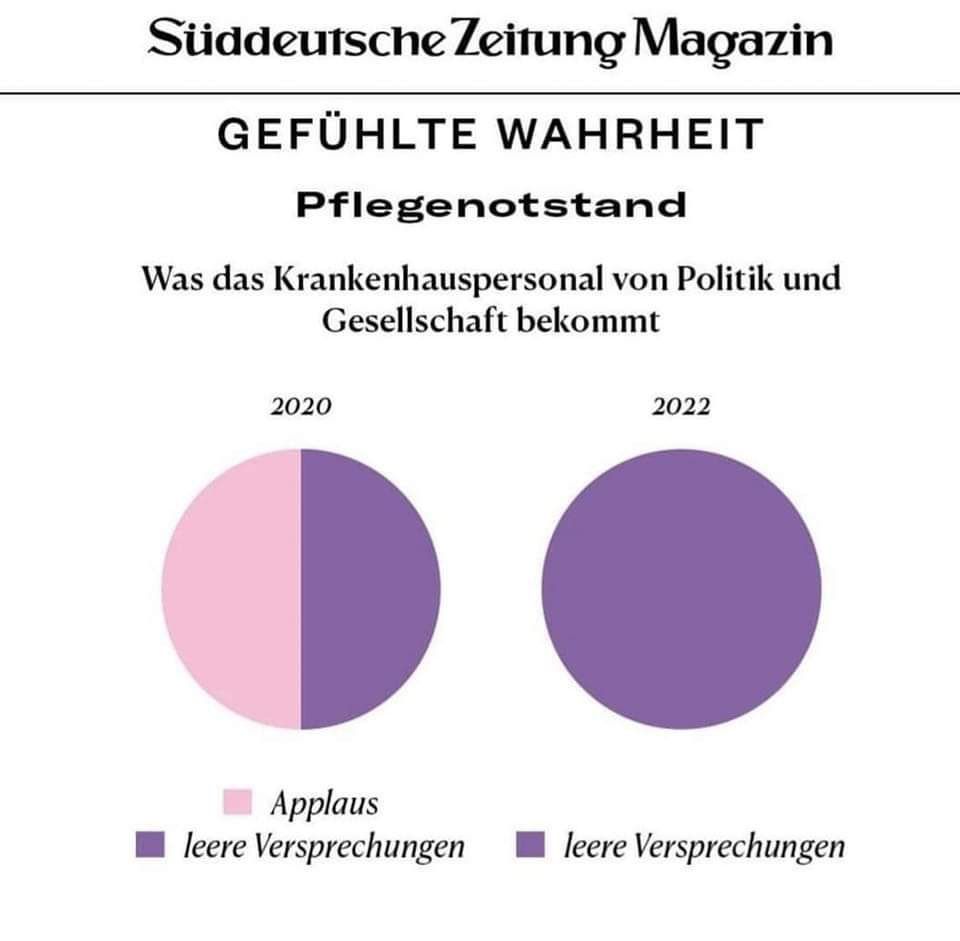 Süddeutsche Zeitung Magazin
GEFÜHLTE WAHRHEIT
Pflegenotstand
Was das Krankenhauspersonal von Politik und
Gesellschaft bekommt
2020
2022
Applaus
leere Versprechungen
leere Versprechungen